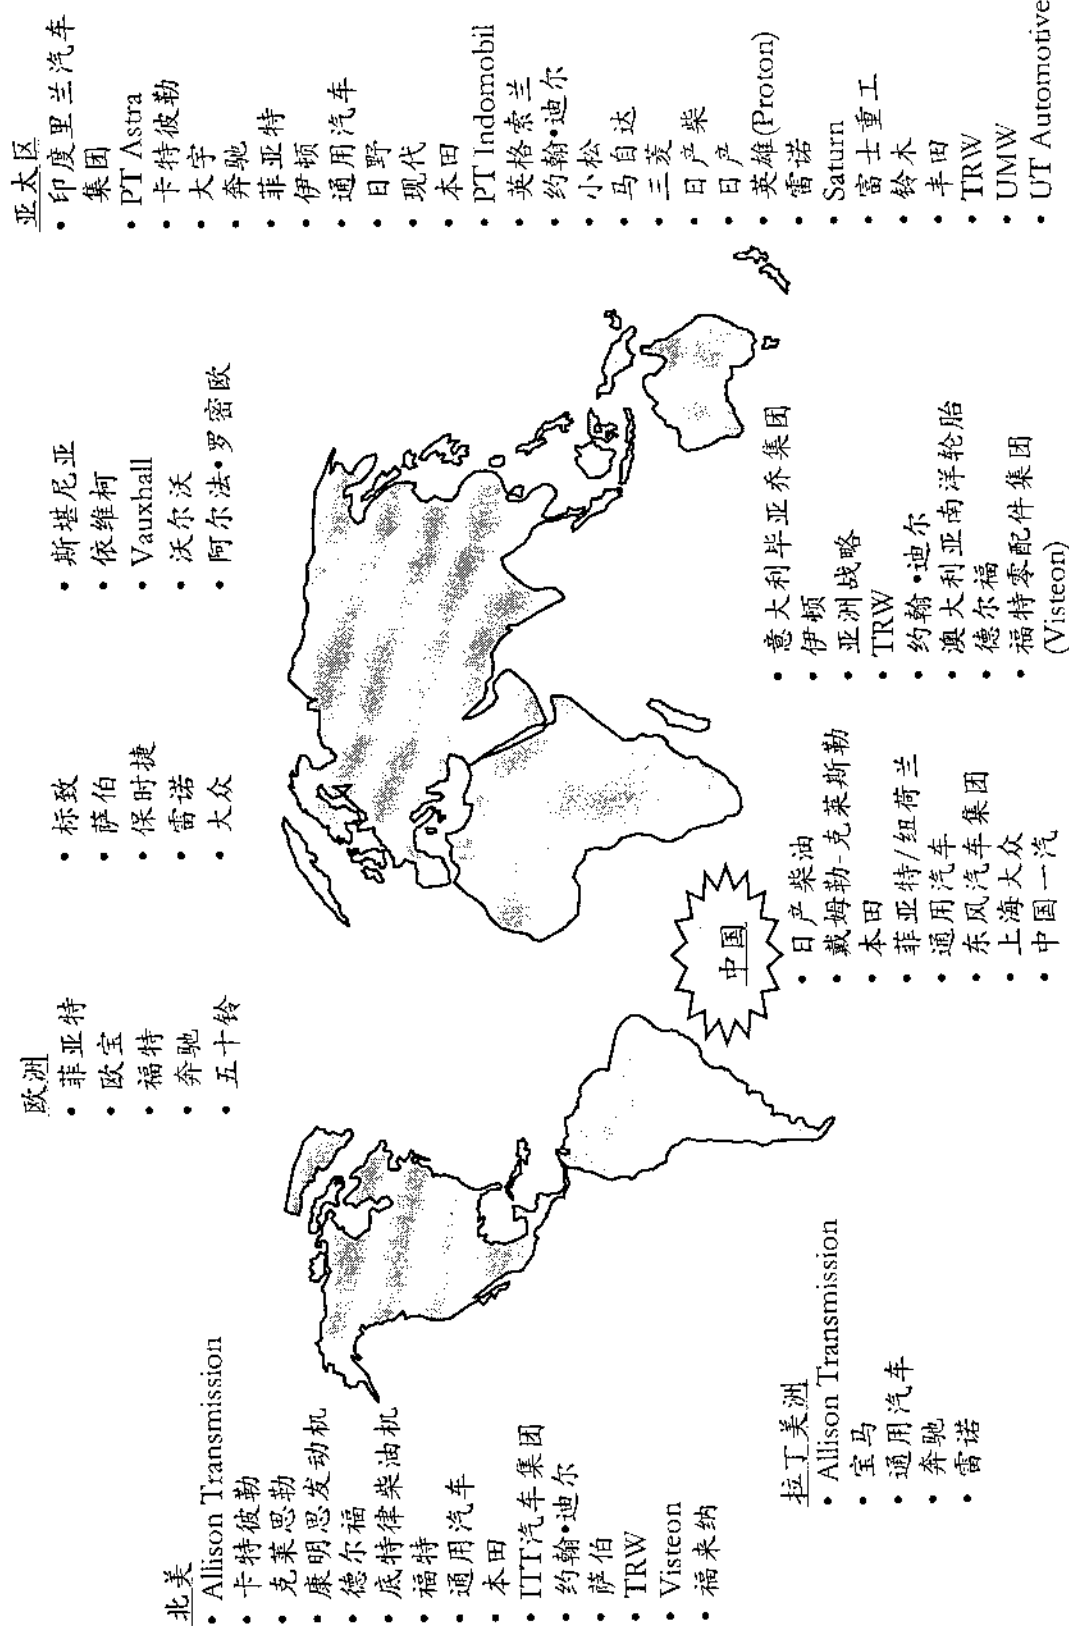 北美
• Allison Transmission
• 卡特彼勒
• 克莱思勒
• 康明思发动机
• 德尔福
• 底特律柴油机
• 福特
• 通用汽车
• 本田
• ITT汽车集团
• 约翰•迪尔
• 萨伯
• TRW
• Visteon
• 福来纳
欧洲
• 菲亚特
• 欧宝
• 福特
• 奔驰
• 五十铃
• 标致
• 萨伯
• 保时捷
• 雷诺
• 大众
• 斯堪尼亚
• 依维柯
• Vauxhall
• 沃尔沃
• 阿尔法•罗密欧
亚太区
• 印度里兰汽车
集团
• PT Astra
• 卡特彼勒
• 大宇
• 奔驰
• 菲亚特
• 伊顿
• 通用汽车
• 日野
• 现代
• 本田
• PT Indomobil
• 英格索兰
• 约翰•迪尔
• 小松
• 马自达
• 三菱
• 日产柴
• 日产
• 英雄(Proton)
• 雷诺
• Saturn
• 富士重工
• 铃木
• 丰田
• TRW
• UMW
• UT Automotive
拉丁美洲
• Allison Transmission
• 宝马
• 通用汽车
• 奔驰
• 雷诺
中国
• 日产柴油
• 戴姆勒-克莱斯勒
• 本田
• 菲亚特/纽荷兰
• 通用汽车
• 东风汽车集团
• 上海大众
• 中国一汽
• 意大利毕亚乔集团
• 伊顿
• 亚洲战略
• TRW
• 约翰•迪尔
• 澳大利亚南洋轮胎
• 德尔福
• 福特零配件集团
(Visteon)